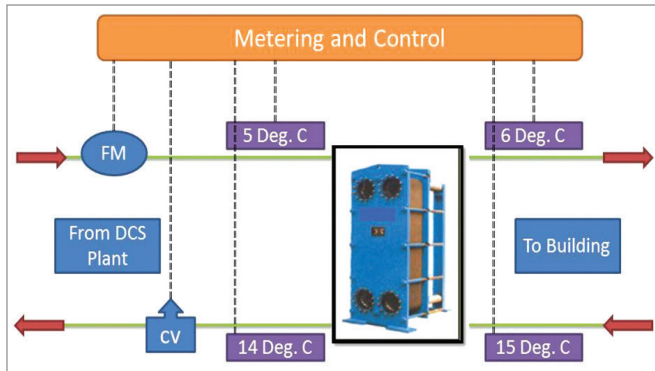 Metering and Control
5 Deg. C
6 Deg. C
FM
From DCS
Plant
To Building
CV
14 Deg. C
15 Deg. C